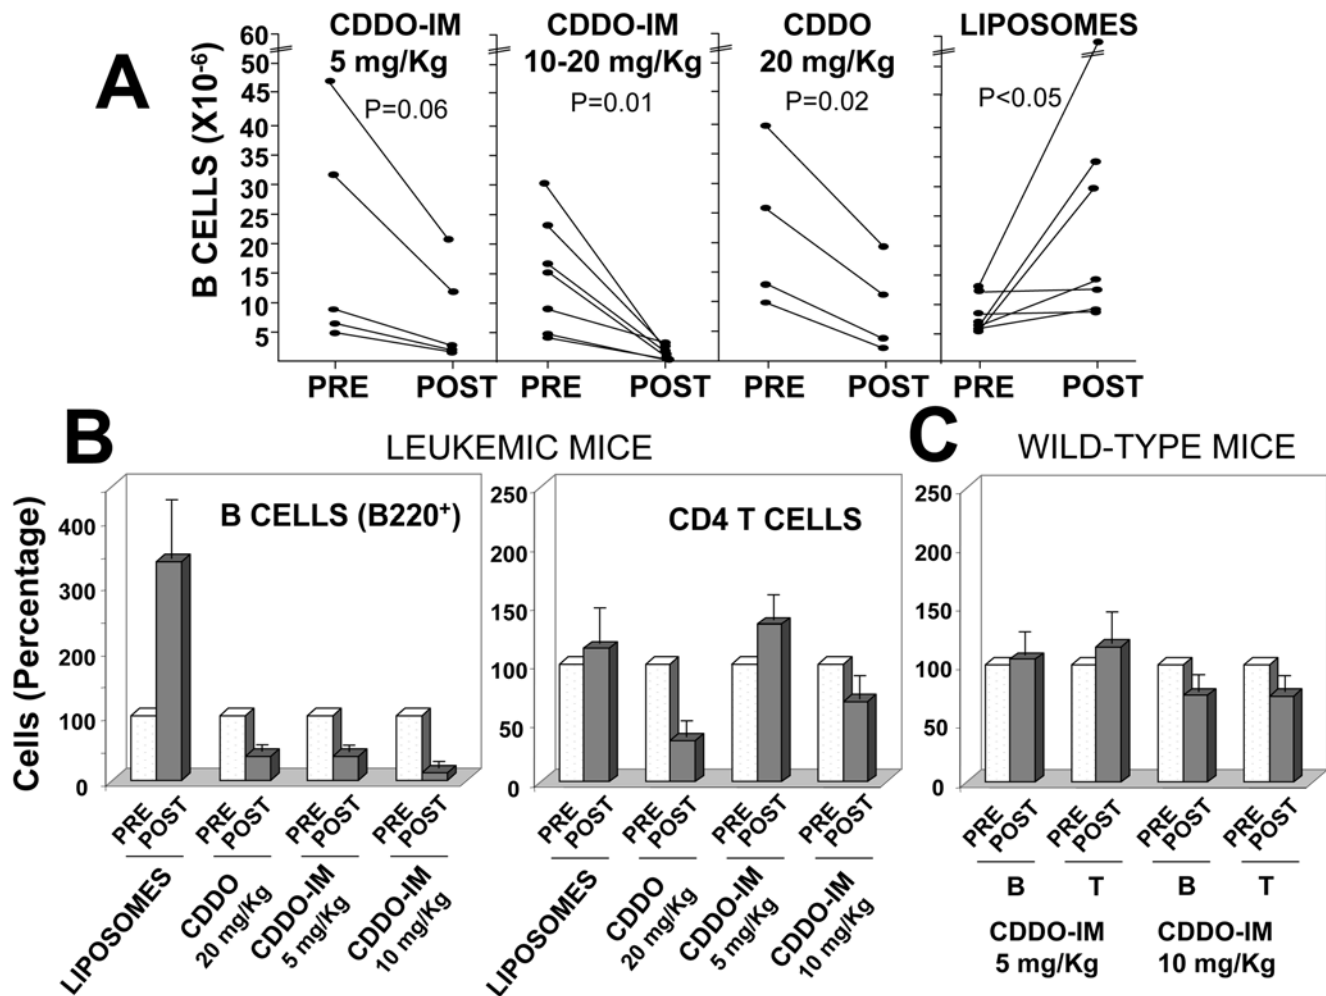 A
B CELLS (X10-6)
60
50
45
40
35
30
25
20
15
10
5
CDDO-IM
5 mg/Kg
P=0.06
CDDO-IM
10-20 mg/Kg
P=0.01
CDDO
20 mg/Kg
P=0.02
LIPOSOMES
P<0.05
PRE POST PRE POST PRE POST PRE POST
B
LEUKEMIC MICE
Cells (Percentage)
B CELLS (B220+)
400
300
200
100
0
PRE POST PRE POST PRE POST PRE POST
LIPOSOMES
CDDO
20 mg/Kg
CDDO-IM
5 mg/Kg
CDDO-IM
10 mg/Kg
CD4 T CELLS
250
200
150
100
50
0
PRE POST PRE POST PRE POST PRE POST
LIPOSOMES
CDDO
20 mg/Kg
CDDO-IM
5 mg/Kg
CDDO-IM
10 mg/Kg
C
WILD-TYPE MICE
250
200
150
100
50
0
PRE POST PRE POST PRE POST PRE POST
B T B T
CDDO-IM
5 mg/Kg
CDDO-IM
10 mg/Kg